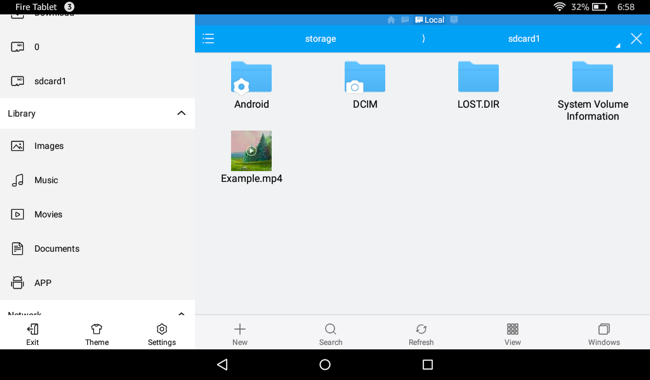 Fire Tablet 3 32% 6:58
Download
0
sdcard1
Library
Images
Music
Movies
Documents
APP
Network
Exit Theme Settings
Local
storage sdcard1
Android DCIM LOST.DIR System Volume
Information
Example.mp4
New Search Refresh View Windows